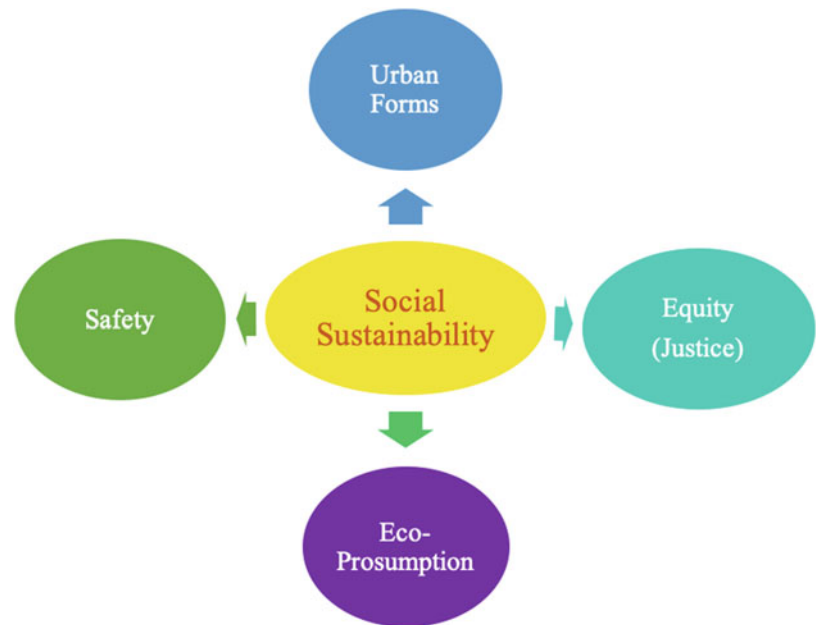 Urban
Forms
Safety
Social
Sustainability
Equity
(Justice)
Eco-
Prosumption